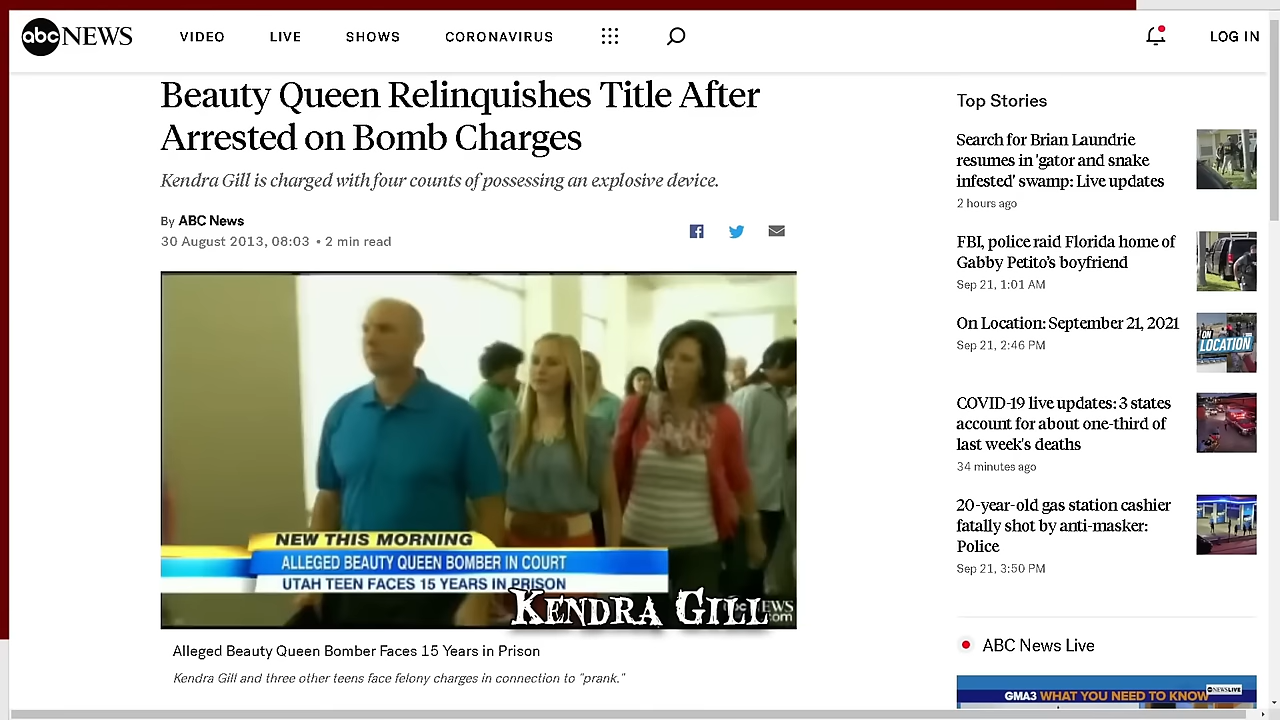 abc NEWS VIDEO LIVE SHOWS CORONAVIRUS LOG IN
Beauty Queen Relinquishes Title After
Arrested on Bomb Charges
Kendra Gill is charged with four counts of possessing an explosive device.
By ABC News
30 August 2013, 08:03 • 2 min read
NEW THIS MORNING
ALLEGED BEAUTY QUEEN BOMBER IN COURT
UTAH TEEN FACES 15 YEARS IN PRISON
KENDRA GILL
Alleged Beauty Queen Bomber Faces 15 Years in Prison
Kendra Gill and three other teens face felony charges in connection to "prank."
Top Stories
Search for Brian Laundrie
resumes in 'gator and snake
infested' swamp: Live updates
2 hours ago
FBI, police raid Florida home of
Gabby Petito's boyfriend
Sep 21, 1:01 AM
On Location: September 21, 2021
Sep 21, 2:46 PM
ON
LOCATION
COVID-19 live updates: 3 states
account for about one-third of
last week's deaths
34 minutes ago
20-year-old gas station cashier
fatally shot by anti-masker:
Police
Sep 21, 3:50 PM
ABC News Live
GMA3 WHAT YOU NEED TO KNOW